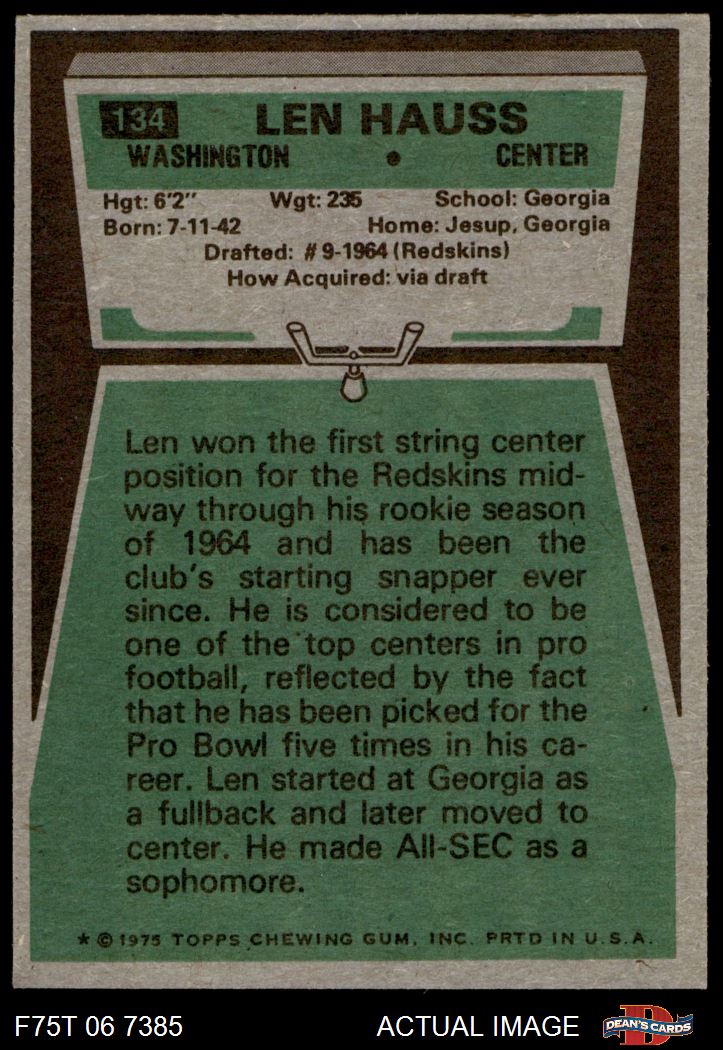 134 LEN HAUSS
WASHINGTON • CENTER
Hgt: 6'2" Wgt: 235 School: Georgia
Born: 7-11-42 Home: Jesup, Georgia
Drafted: # 9-1964 (Redskins)
How Acquired: via draft
Len won the first string center
position for the Redskins mid-
way through his rookie season
of 1964 and has been the
club's starting snapper ever
since. He is considered to be
one of the top centers in pro
football, reflected by the fact
that he has been picked for the
Pro Bowl five times in his ca-
reer. Len started at Georgia as
a fullback and later moved to
center. He made All-SEC as a
sophomore.
* © 1975 TOPPS CHEWING GUM, INC. PRTD IN U.S.A.
F75T 06 7385 ACTUAL IMAGE DEAN'S CARDS